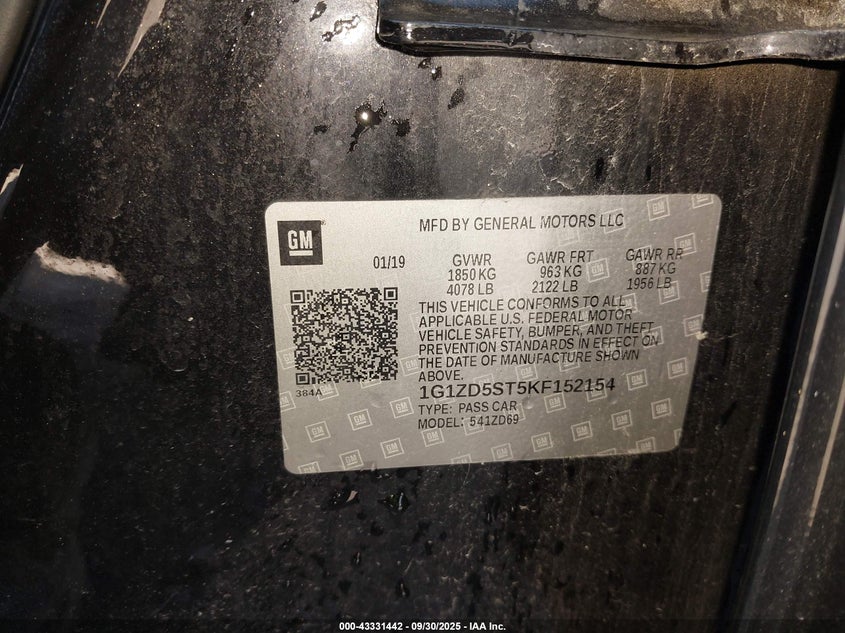 GM
MFD BY GENERAL MOTORS LLC
01/19 GVWR GAWR FRT GAWR RR
1850 KG 963 KG 887 KG
4078 LB 2122 LB 1956 LB
THIS VEHICLE CONFORMS TO ALL
APPLICABLE U.S. FEDERAL MOTOR
VEHICLE SAFETY, BUMPER, AND THEFT
PREVENTION STANDARDS IN EFFECT ON
THE DATE OF MANUFACTURE SHOWN
ABOVE.
384A
1G1ZD5ST5KF152154
TYPE: PASS CAR
MODEL: 541ZD69
000-43331442 - 09/30/2025 - IAA Inc.